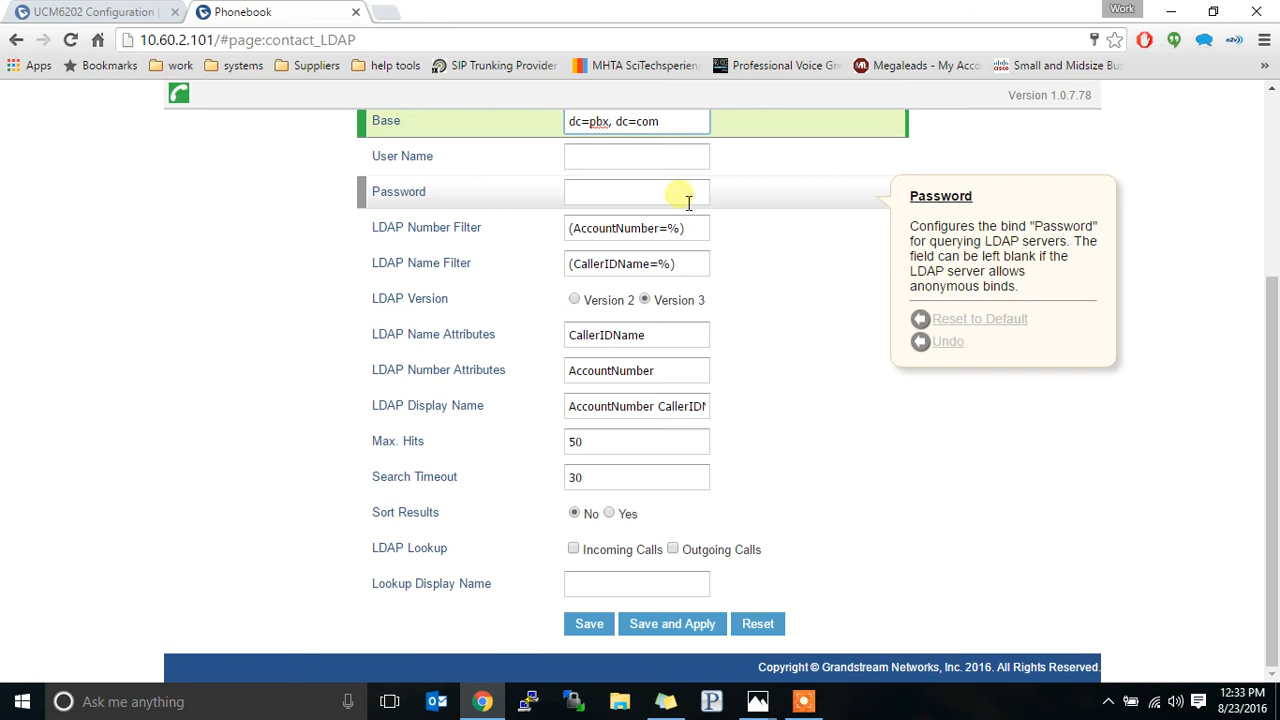 UCM6202 Configuration
Phonebook
Work
10.60.2.101/#page:contact_LDAP
Apps
Bookmarks
work
systems
Suppliers
help tools
SIP Trunking Provider
MHTA SciTechsperien
Professional Voice Gre
Megaleads - My Acco
Small and Midsize Bus
Version 1.0.7.78
Base
dc=pbx, dc=com
User Name
Password
LDAP Number Filter
(AccountNumber=%)
LDAP Name Filter
(CallerIDName=%)
LDAP Version
Version 2
Version 3
LDAP Name Attributes
CallerIDName
LDAP Number Attributes
AccountNumber
LDAP Display Name
AccountNumber CallerIDN
Max. Hits
50
Search Timeout
30
Sort Results
No
Yes
LDAP Lookup
Incoming Calls
Outgoing Calls
Lookup Display Name
Save
Save and Apply
Reset
Password
Configures the bind "Password"
for querying LDAP servers. The
field can be left blank if the
LDAP server allows
anonymous binds.
Reset to Default
Undo
Copyright © Grandstream Networks, Inc. 2016. All Rights Reserved.
Ask me anything
12:33 PM
8/23/2016